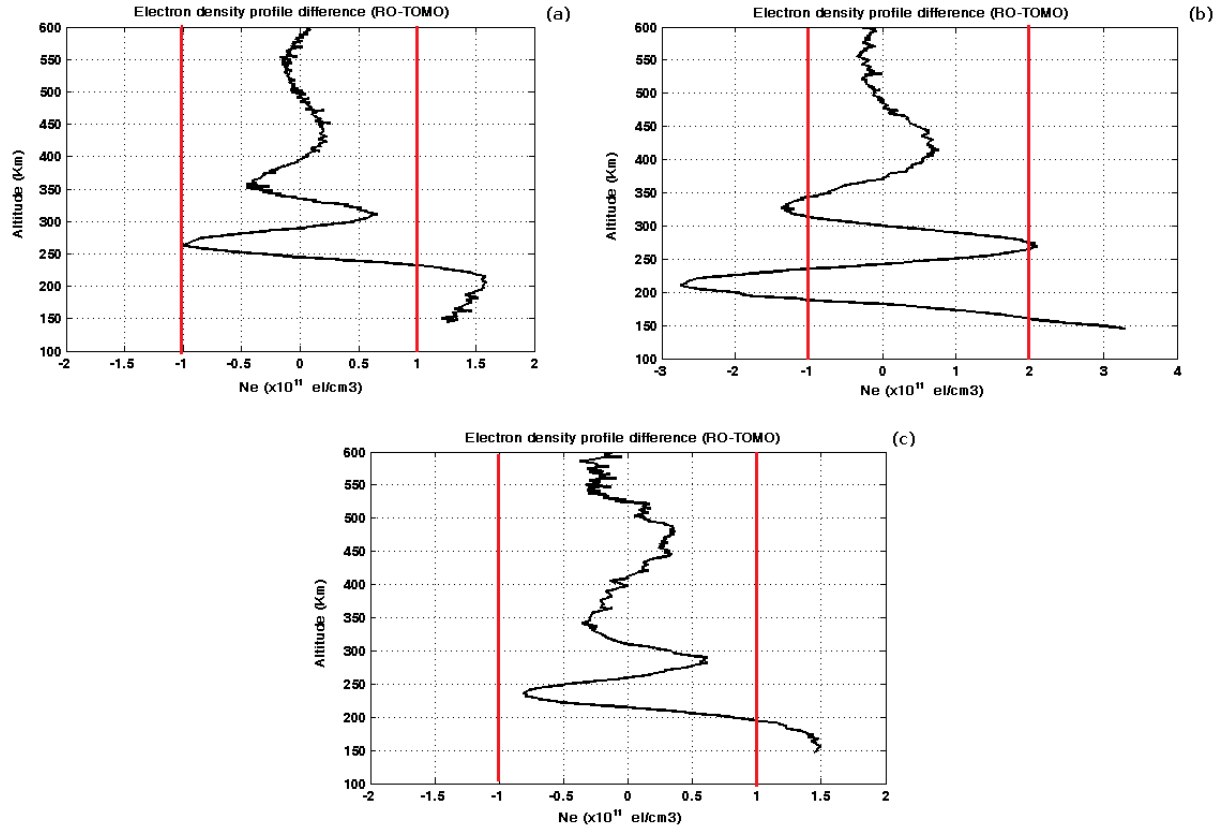 Electron density profile difference (RO-TOMO)
(a)
600
550
500
450
400
350
300
250
200
150
100
Altitude (Km)
-2 -1.5 -1 -0.5 0 0.5 1 1.5 2
Ne (x10¹¹ el/cm3)
Electron density profile difference (RO-TOMO)
(b)
600
550
500
450
400
350
300
250
200
150
100
Altitude (Km)
-3 -2 -1 0 1 2 3 4
Ne (x10¹¹ el/cm3)
Electron density profile difference (RO-TOMO)
(c)
600
550
500
450
400
350
300
250
200
150
100
Altitude (Km)
-2 -1.5 -1 -0.5 0 0.5 1 1.5 2
Ne (x10¹¹ el/cm3)